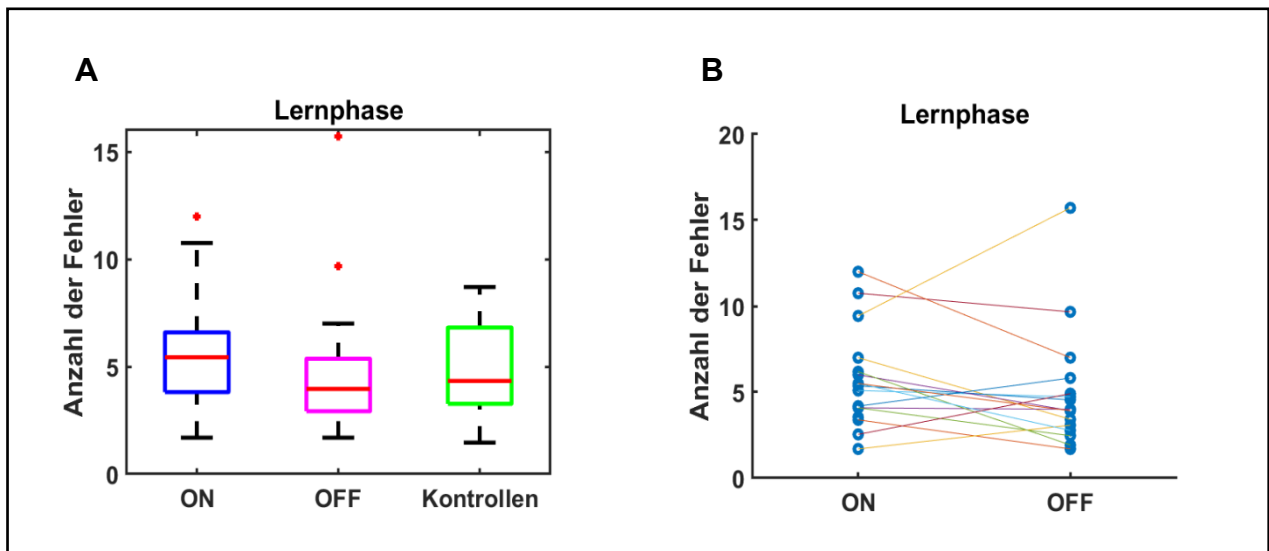 A
Lernphase
Anzahl der Fehler
15
10
5
0
ON OFF Kontrollen
B
Lernphase
Anzahl der Fehler
20
15
10
5
0
ON OFF